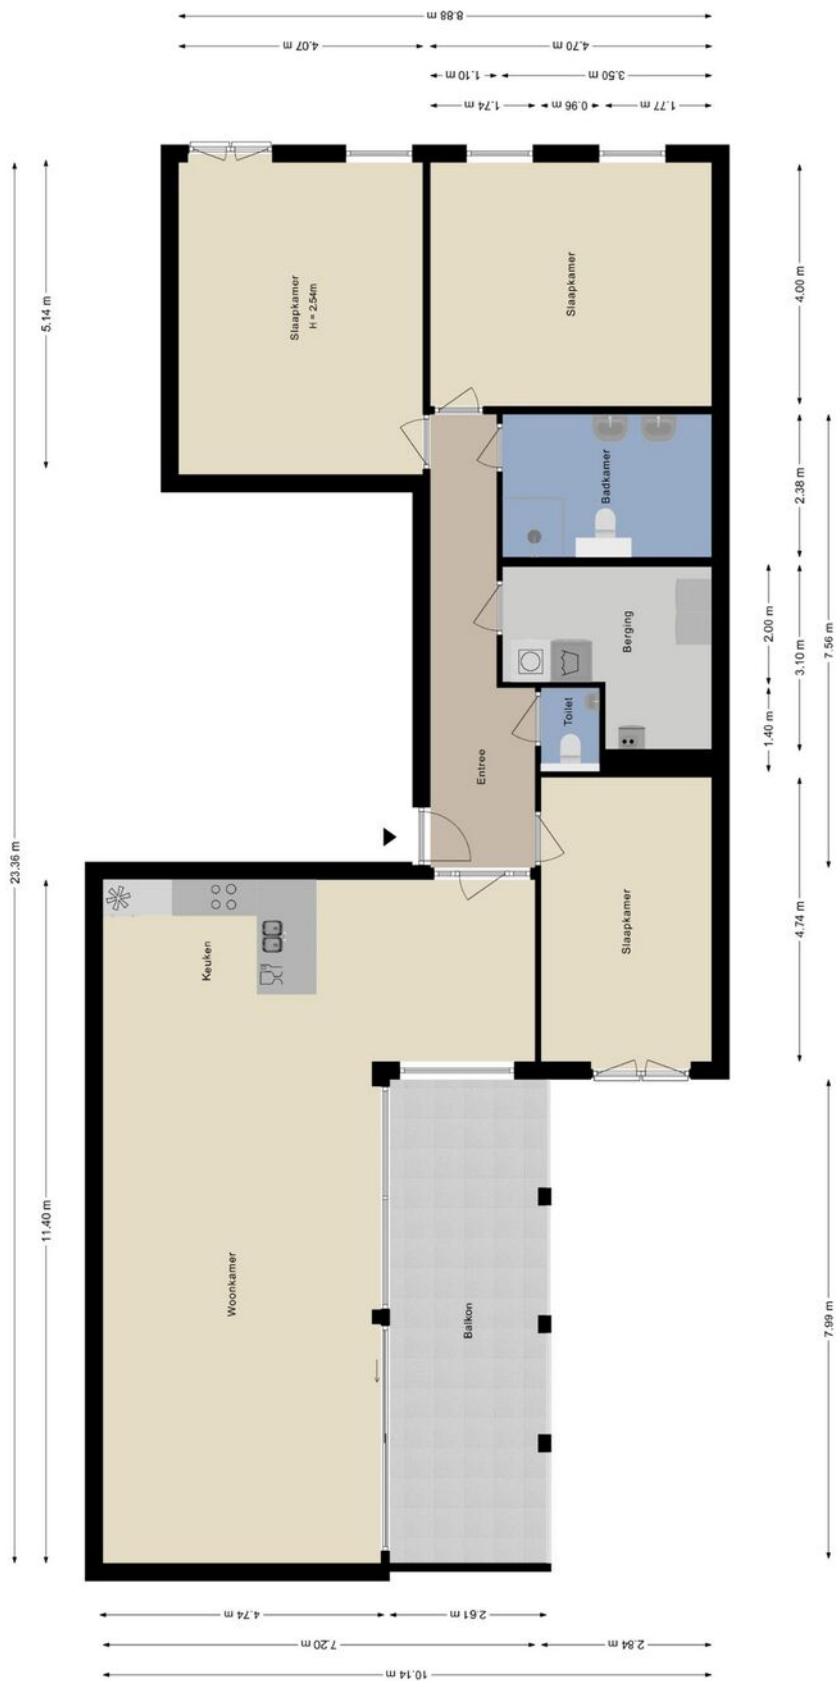 8.88 m
4.07 m
4.70 m
1.10 m
3.50 m
1.74 m
0.96 m
1.77 m
5.14 m
Slaapkamer
H = 2.54m
Slaapkamer
4.00 m
Badkamer
2.38 m
Berging
2.00 m
3.10 m
7.56 m
Toilet
1.40 m
Entree
23.36 m
Keuken
Slaapkamer
4.74 m
11.40 m
Woonkamer
Balkon
7.99 m
4.74 m
2.61 m
7.20 m
2.84 m
10.14 m